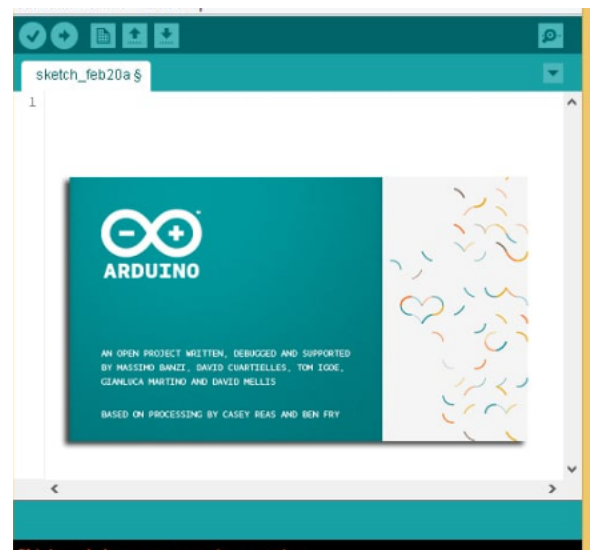 sketch_feb20a §
1
ARDUINO
AN OPEN PROJECT WRITTEN, DEBUGGED AND SUPPORTED
BY MASSIMO BANZI, DAVID CUARTIELLES, TOM IGOE,
GIANLUCA MARTINO AND DAVID MELLIS
BASED ON PROCESSING BY CASEY REAS AND BEN FRY